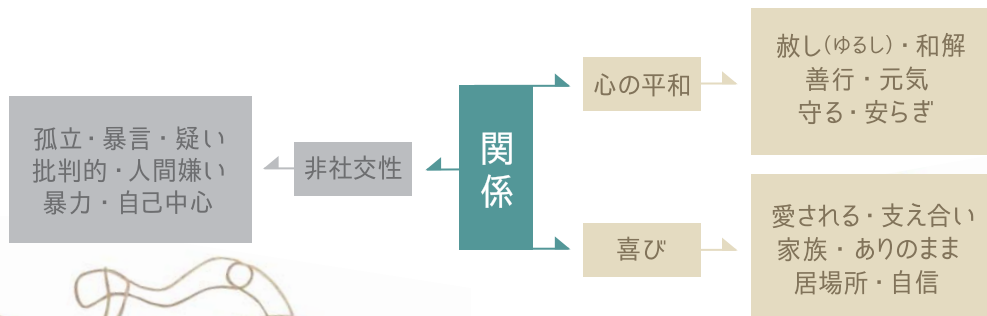 孤立・暴言・疑い
批判的・人間嫌い
暴力・自己中心
非社交性
関
係
心の平和
赦し(ゆるし)・和解
善行・元気
守る・安らぎ
喜び
愛される・支え合い
家族・ありのまま
居場所・自信